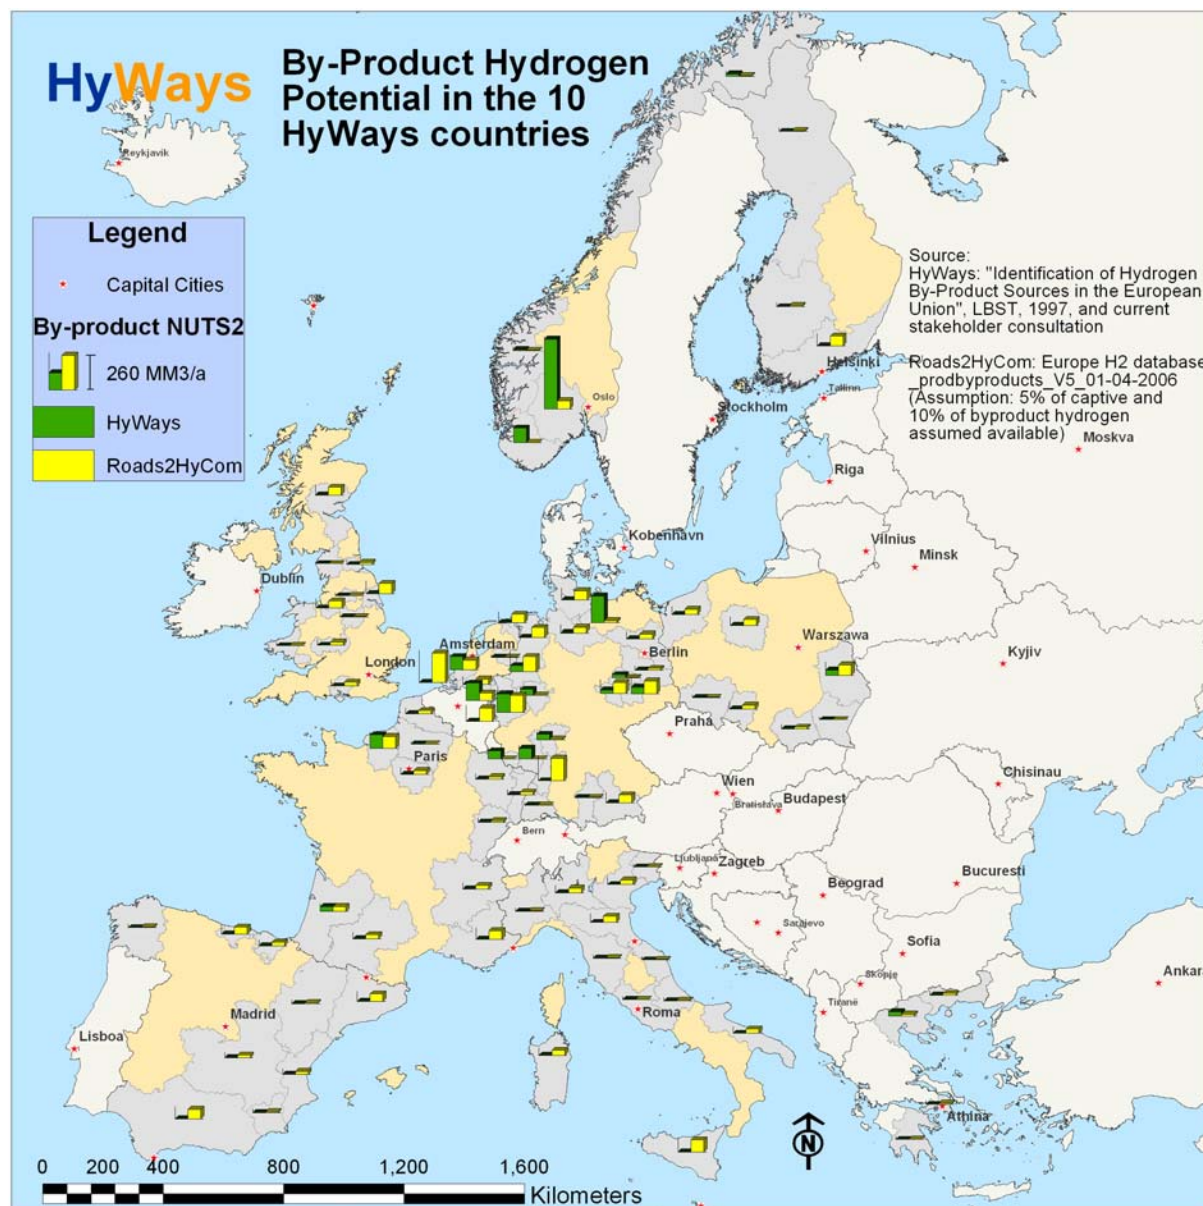 HyWays
By-Product Hydrogen
Potential in the 10
HyWays countries
Reykjavik
Legend
Capital Cities
By-product NUTS2
260 MM3/a
HyWays
Roads2HyCom
Source:
HyWays: "Identification of Hydrogen
By-Product Sources in the European
Union", LBST, 1997, and current
stakeholder consultation
Roads2HyCom: Europe H2 database
_prodbyproducts_V5_01-04-2006
(Assumption: 5% of captive and
10% of byproduct hydrogen
assumed available)
Helsinki
Tallinn
Oslo
Stockholm
Moskva
Riga
Kobenhavn
Vilnius
Minsk
Dublin
Amsterdam
Berlin
Warszawa
London
Kyjiv
Praha
Paris
Chisinau
Wien
Bratislava
Budapest
Bern
Ljubljana
Zagreb
Bucuresti
Beograd
Sarajevo
Sofia
Skopje
Ankara
Tiranë
Madrid
Roma
Lisboa
Athina
N
0 200 400 800 1,200 1,600
Kilometers